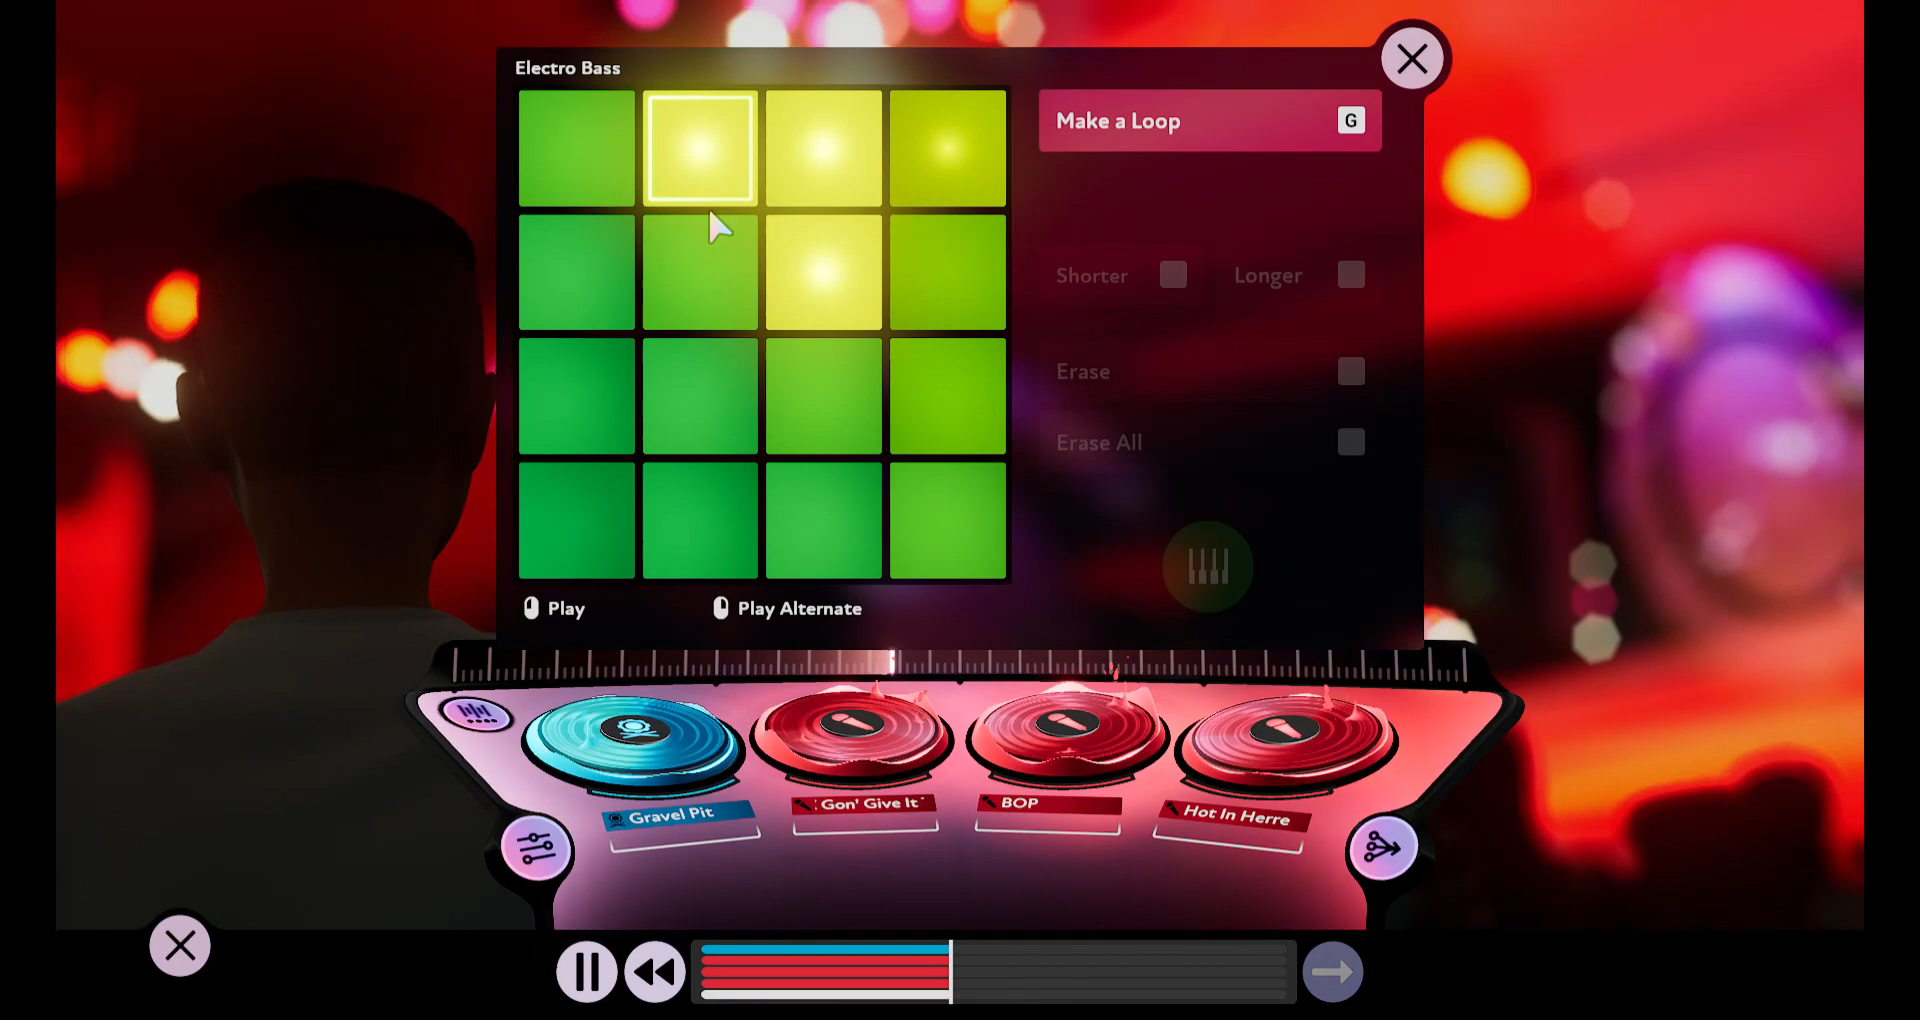 Electro Bass
Make a Loop
G
Shorter
Longer
Erase
Erase All
Play
Play Alternate
Gravel Pit
Gon' Give It
BOP
Hot In Herre